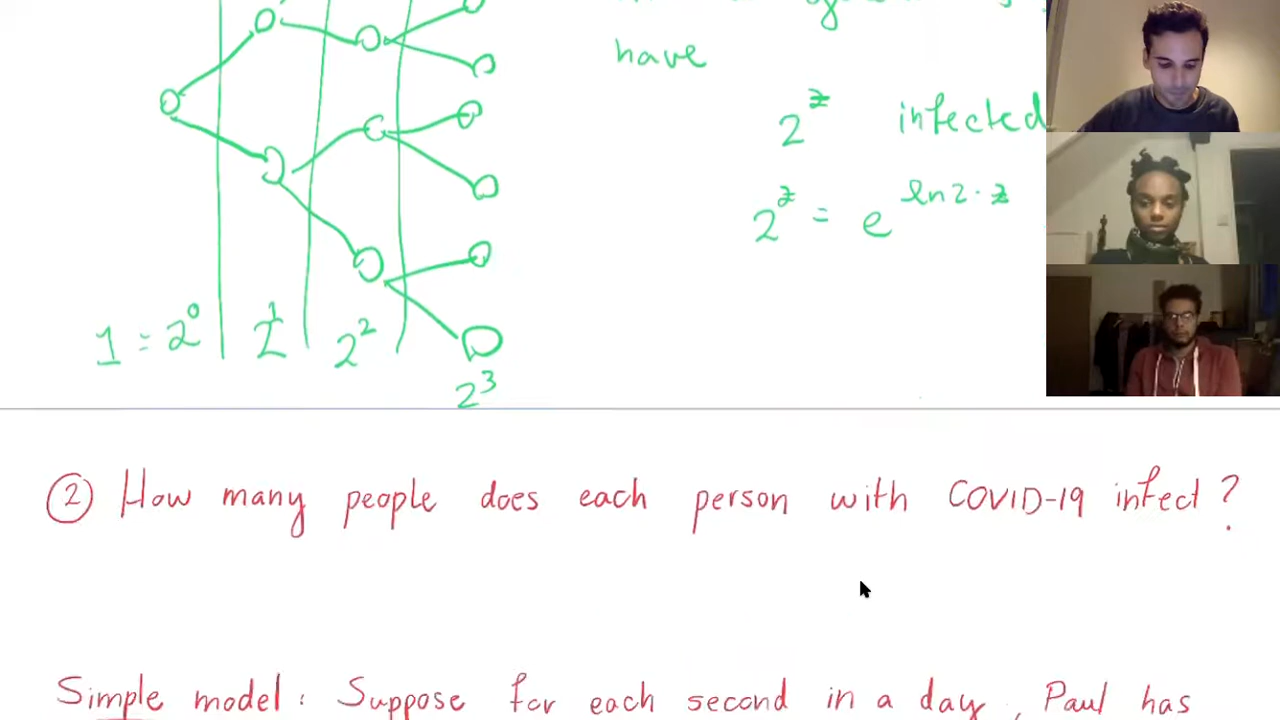 have
2^z infected
2^z = e^{ln2·z}
1 = 2^0 2^1 2^2
2^3
② How many people does each person with COVID-19 infect?
Simple model: Suppose for each second in a day, Paul has